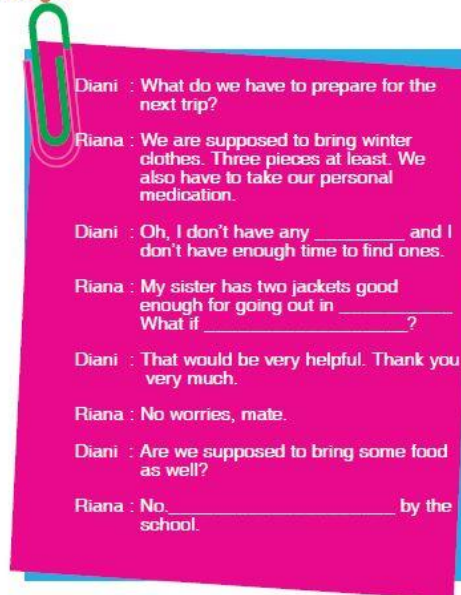 Diani : What do we have to prepare for the
next trip?
Riana : We are supposed to bring winter
clothes. Three pieces at least. We
also have to take our personal
medication.
Diani : Oh, I don't have any _________ and I
don't have enough time to find ones.
Riana : My sister has two jackets good
enough for going out in ___________
What if ____________________?
Diani : That would be very helpful. Thank you
very much.
Riana : No worries, mate.
Diani : Are we supposed to bring some food
as well?
Riana : No.______________________ by the
school.